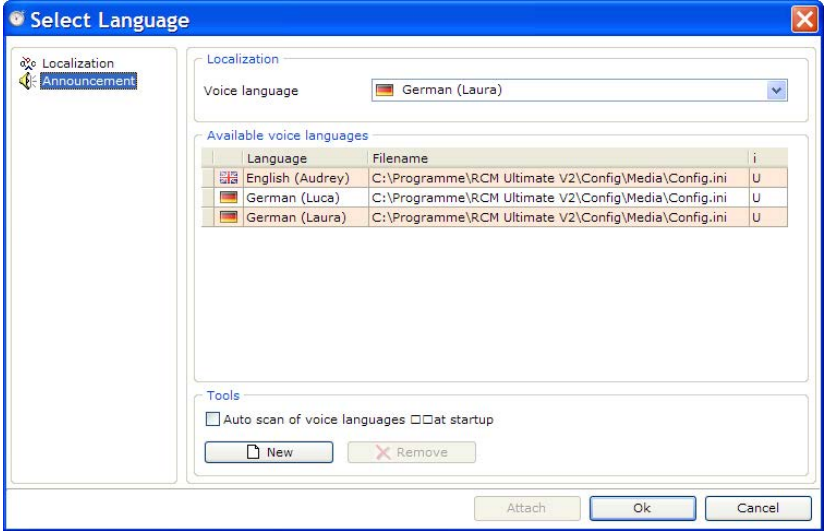 Select Language
Localization
Announcement
Localization
Voice language German (Laura)
Available voice languages
Language Filename i
English (Audrey) C:\Programme\RCM Ultimate V2\Config\Media\Config.ini U
German (Luca) C:\Programme\RCM Ultimate V2\Config\Media\Config.ini U
German (Laura) C:\Programme\RCM Ultimate V2\Config\Media\Config.ini U
Tools
Auto scan of voice languages □□at startup
New Remove
Attach Ok Cancel